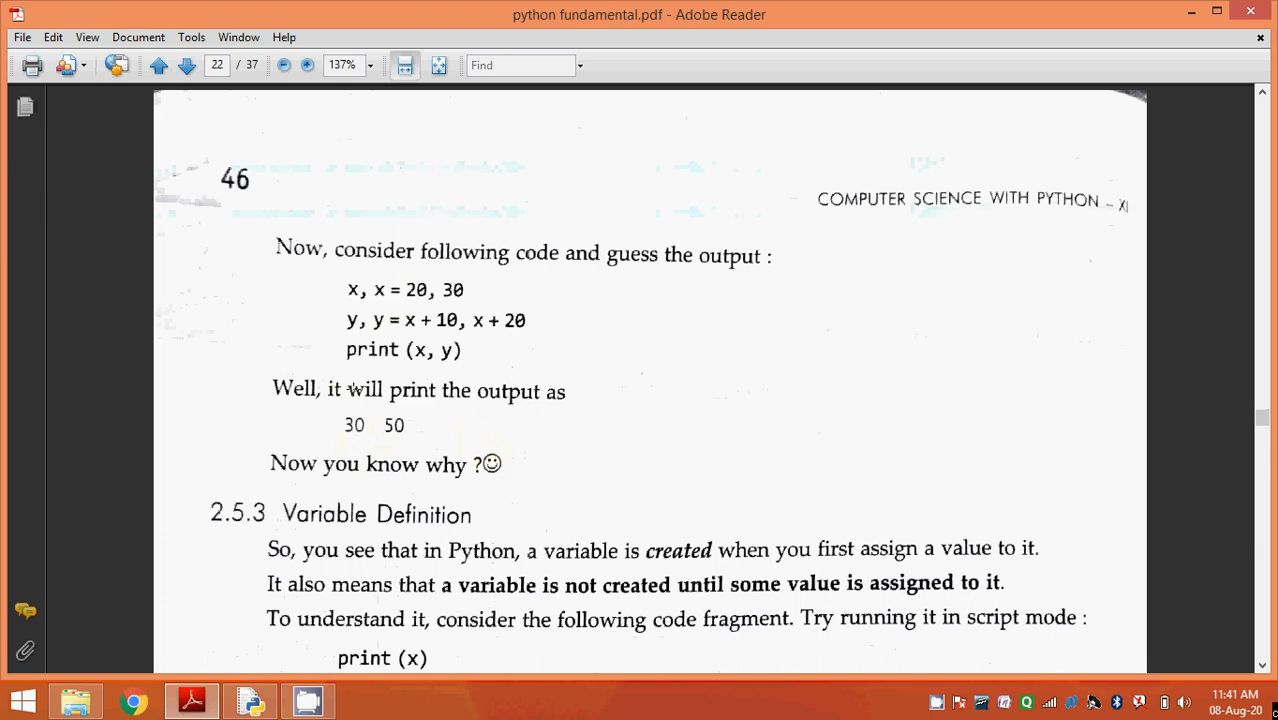 python fundamental.pdf - Adobe Reader
File Edit View Document Tools Window Help
22 / 37 137% Find
46
COMPUTER SCIENCE WITH PYTHON – XI
Now, consider following code and guess the output :
x, x = 20, 30
y, y = x + 10, x + 20
print (x, y)
Well, it will print the output as
30 50
Now you know why ?☺
2.5.3 Variable Definition
So, you see that in Python, a variable is created when you first assign a value to it.
It also means that a variable is not created until some value is assigned to it.
To understand it, consider the following code fragment. Try running it in script mode :
print (x)
11:41 AM
08-Aug-20